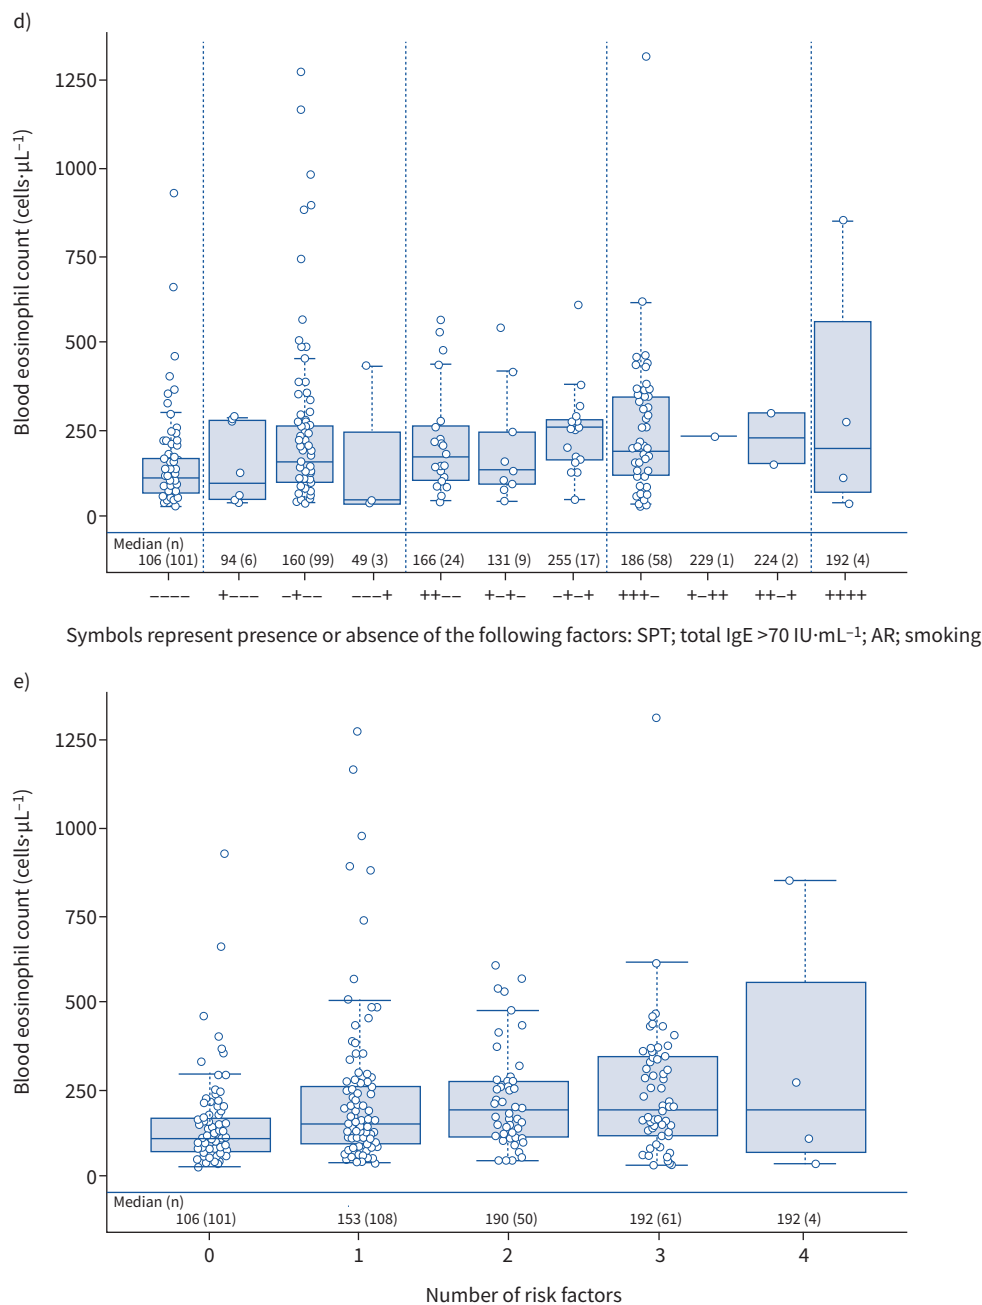 d)
Blood eosinophil count (cells·µL⁻¹)
1250
1000
750
500
250
0
Median (n)
106 (101) 94 (6) 160 (99) 49 (3) 166 (24) 131 (9) 255 (17) 186 (58) 229 (1) 224 (2) 192 (4)
−−−− +−−− −+−− −−−+ ++−− +−+− −+−+ +++− +−++ ++−+ ++++
Symbols represent presence or absence of the following factors: SPT; total IgE >70 IU·mL⁻¹; AR; smoking
e)
Blood eosinophil count (cells·µL⁻¹)
1250
1000
750
500
250
0
Median (n)
106 (101) 153 (108) 190 (50) 192 (61) 192 (4)
0 1 2 3 4
Number of risk factors